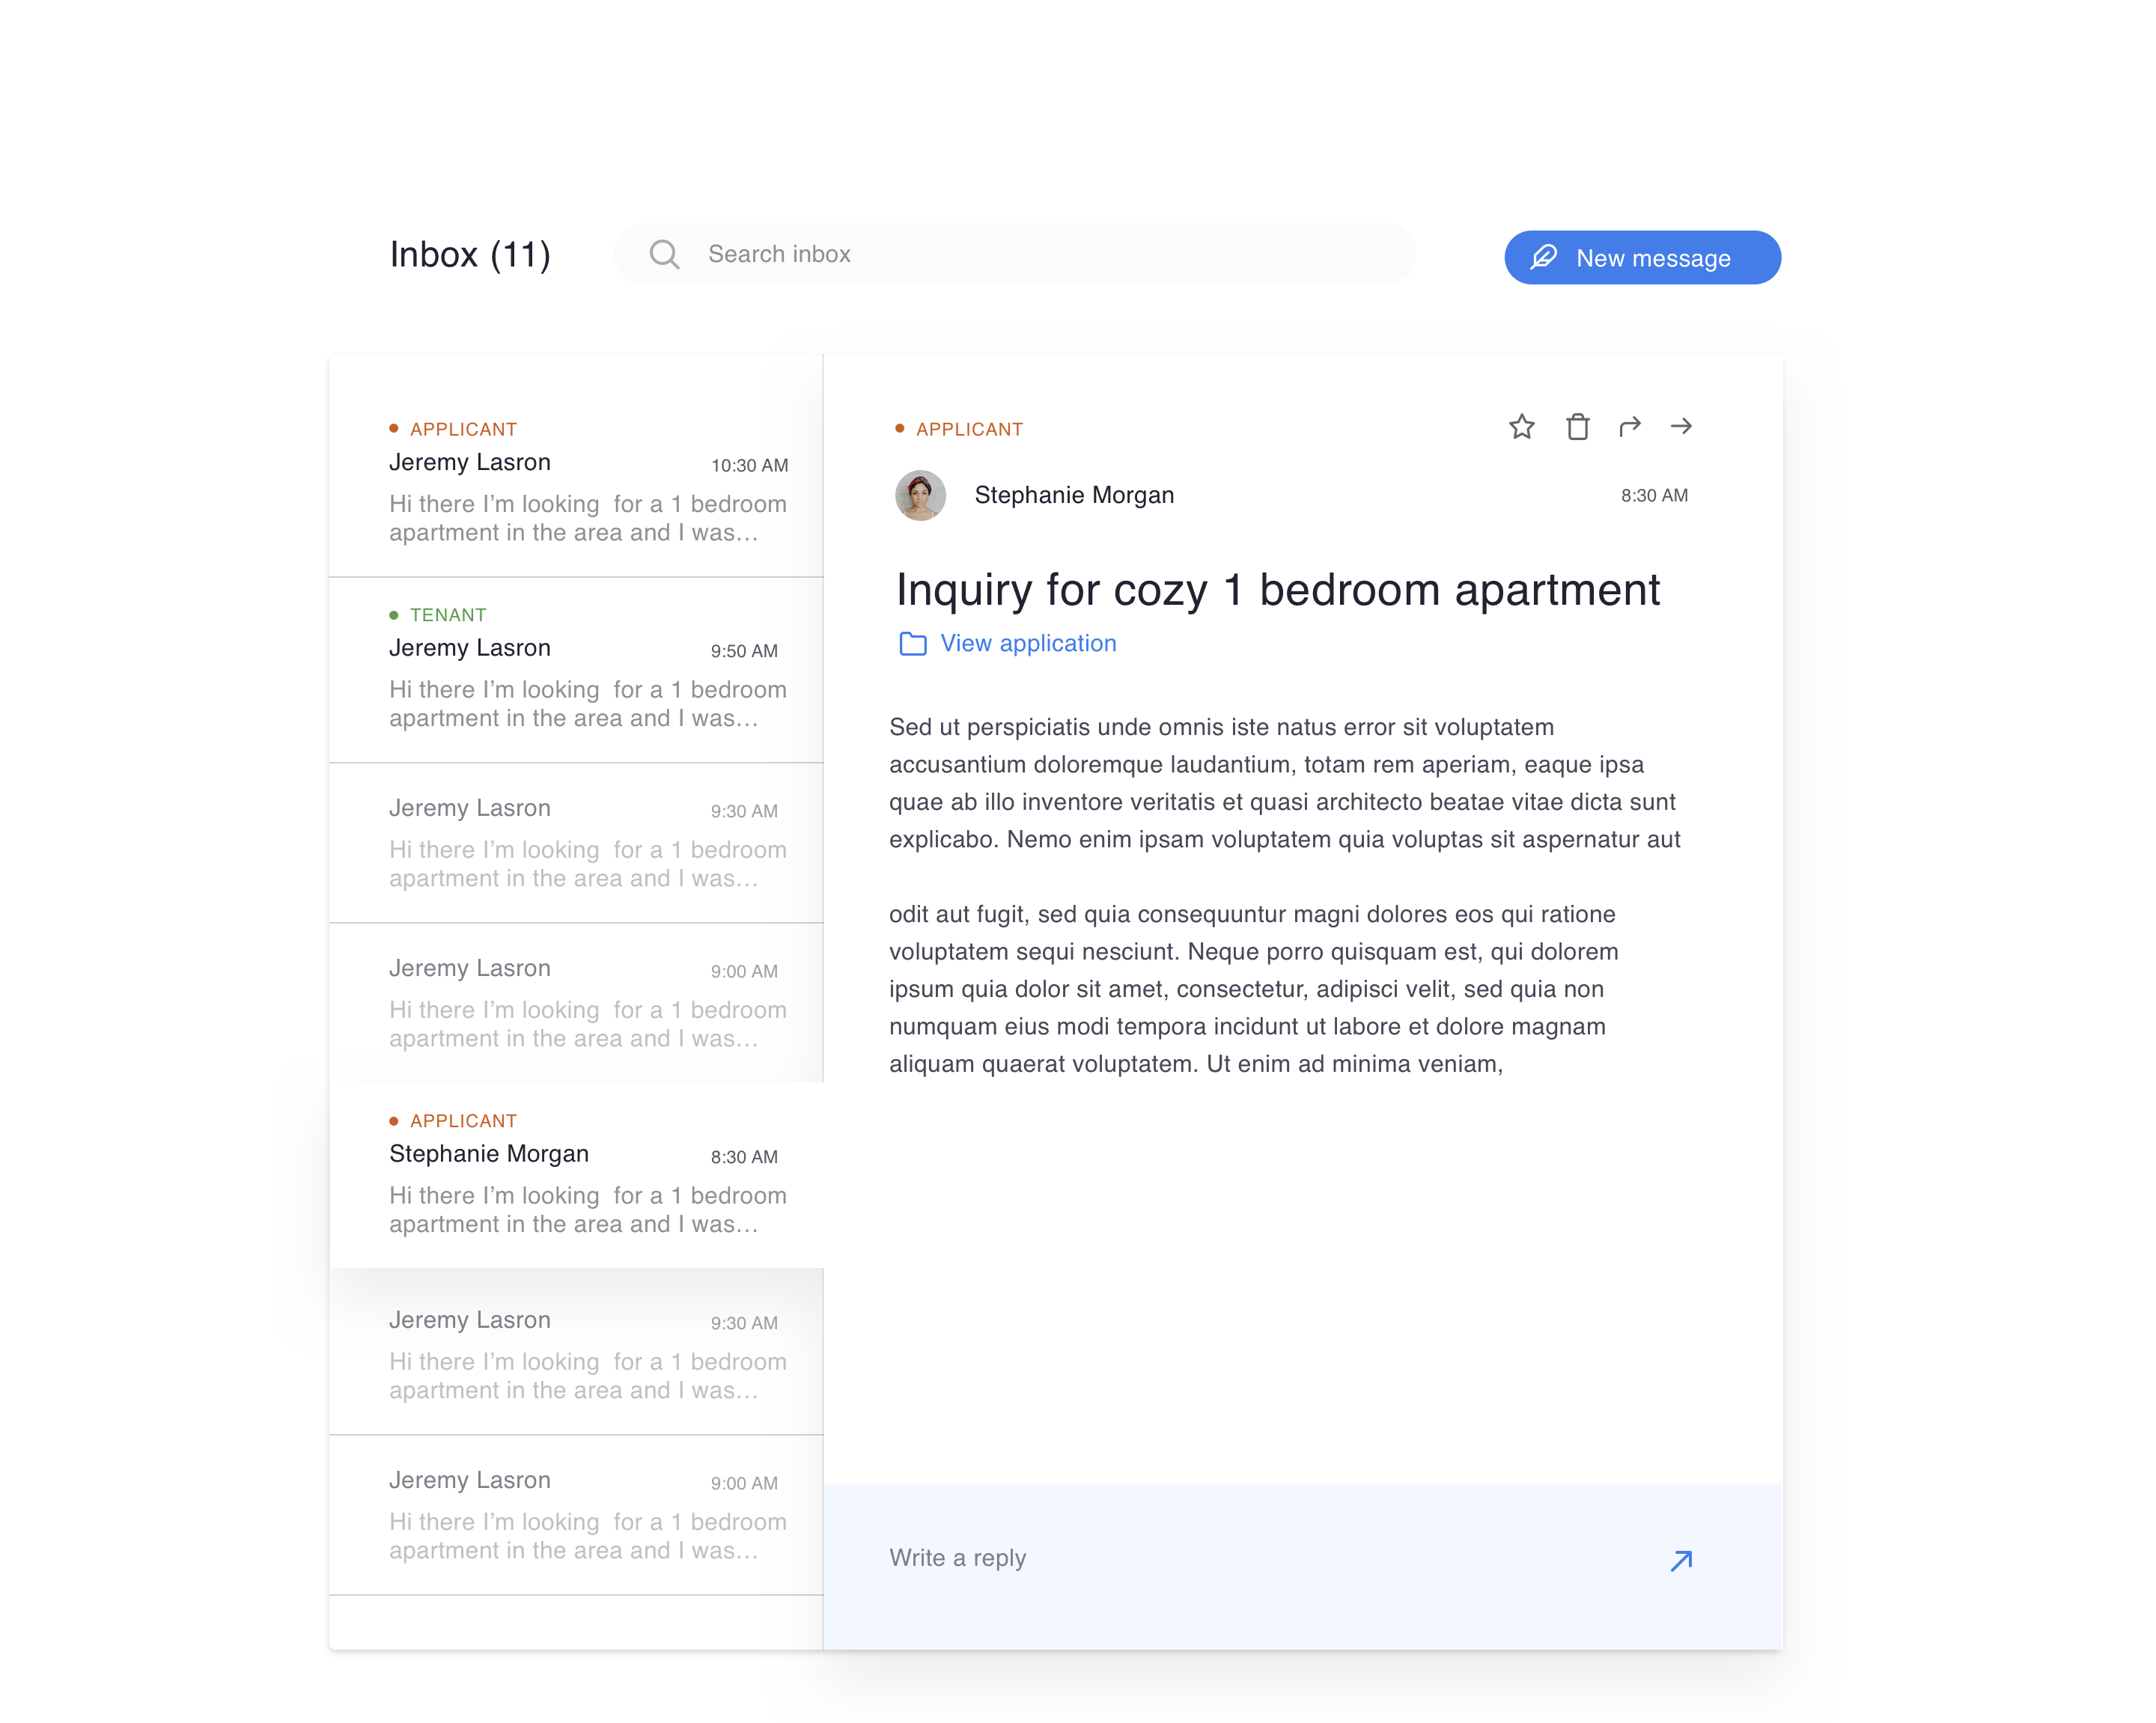 Inbox (11)
Search inbox
New message
APPLICANT
Jeremy Lasron
10:30 AM
Hi there I’m looking  for a 1 bedroom
apartment in the area and I was…
TENANT
Jeremy Lasron
9:50 AM
Hi there I’m looking  for a 1 bedroom
apartment in the area and I was…
Jeremy Lasron
9:30 AM
Hi there I’m looking  for a 1 bedroom
apartment in the area and I was…
Jeremy Lasron
9:00 AM
Hi there I’m looking  for a 1 bedroom
apartment in the area and I was…
APPLICANT
Stephanie Morgan
8:30 AM
Hi there I’m looking  for a 1 bedroom
apartment in the area and I was…
Jeremy Lasron
9:30 AM
Hi there I’m looking  for a 1 bedroom
apartment in the area and I was…
Jeremy Lasron
9:00 AM
Hi there I’m looking  for a 1 bedroom
apartment in the area and I was…
APPLICANT
Stephanie Morgan
8:30 AM
Inquiry for cozy 1 bedroom apartment
View application
Sed ut perspiciatis unde omnis iste natus error sit voluptatem
accusantium doloremque laudantium, totam rem aperiam, eaque ipsa
quae ab illo inventore veritatis et quasi architecto beatae vitae dicta sunt
explicabo. Nemo enim ipsam voluptatem quia voluptas sit aspernatur aut
odit aut fugit, sed quia consequuntur magni dolores eos qui ratione
voluptatem sequi nesciunt. Neque porro quisquam est, qui dolorem
ipsum quia dolor sit amet, consectetur, adipisci velit, sed quia non
numquam eius modi tempora incidunt ut labore et dolore magnam
aliquam quaerat voluptatem. Ut enim ad minima veniam,
Write a reply